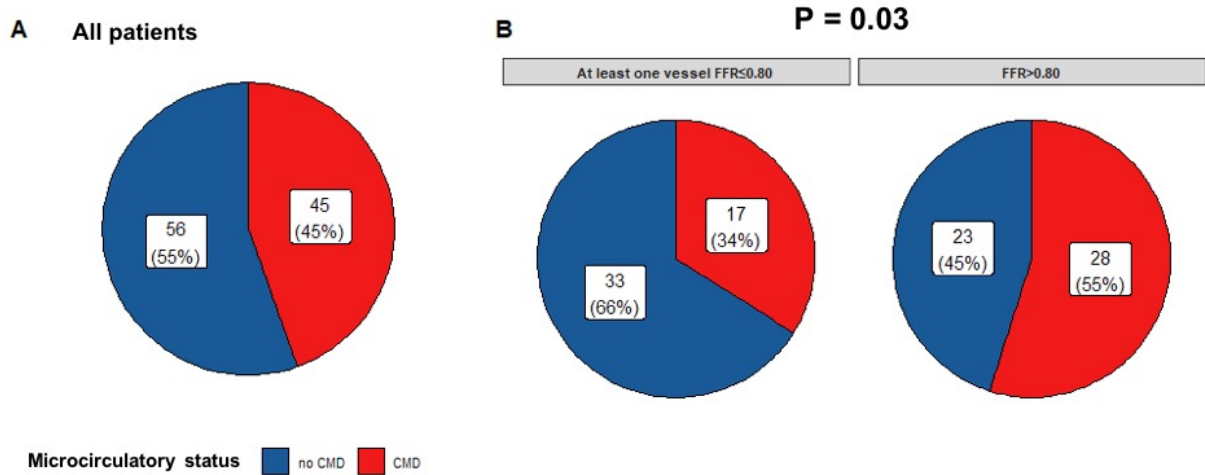 A All patients
B P = 0.03
At least one vessel FFR≤0.80
FFR>0.80
56
(55%)
45
(45%)
33
(66%)
17
(34%)
23
(45%)
28
(55%)
Microcirculatory status no CMD CMD